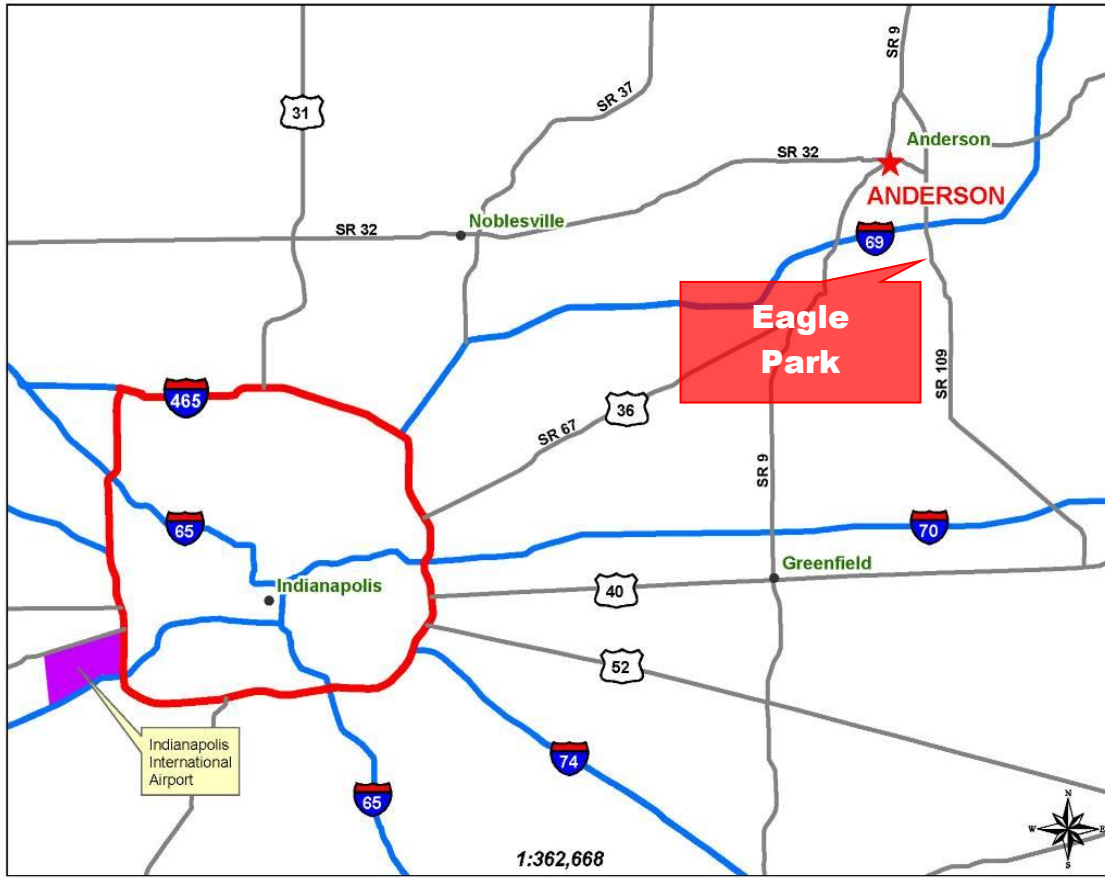 SR 9
31
SR 37
Anderson
SR 32
ANDERSON
Noblesville
SR 32
69
Eagle
Park
465
SR 109
36
SR 67
SR 9
65
70
Greenfield
Indianapolis
40
52
Indianapolis
International
Airport
74
65
N
W
E
S
1:362,668